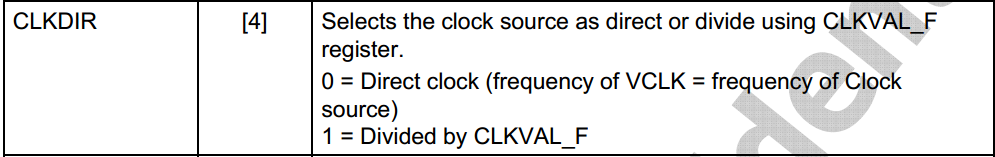 CLKDIR [4] Selects the clock source as direct or divide using CLKVAL_F
register.
0 = Direct clock (frequency of VCLK = frequency of Clock
source)
1 = Divided by CLKVAL_F